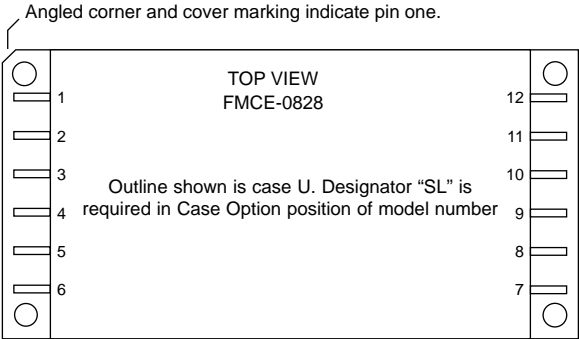 Angled corner and cover marking indicate pin one.
TOP VIEW
FMCE-0828
1
12
2
11
3
10
Outline shown is case U. Designator “SL” is
required in Case Option position of model number
4
9
5
8
6
7